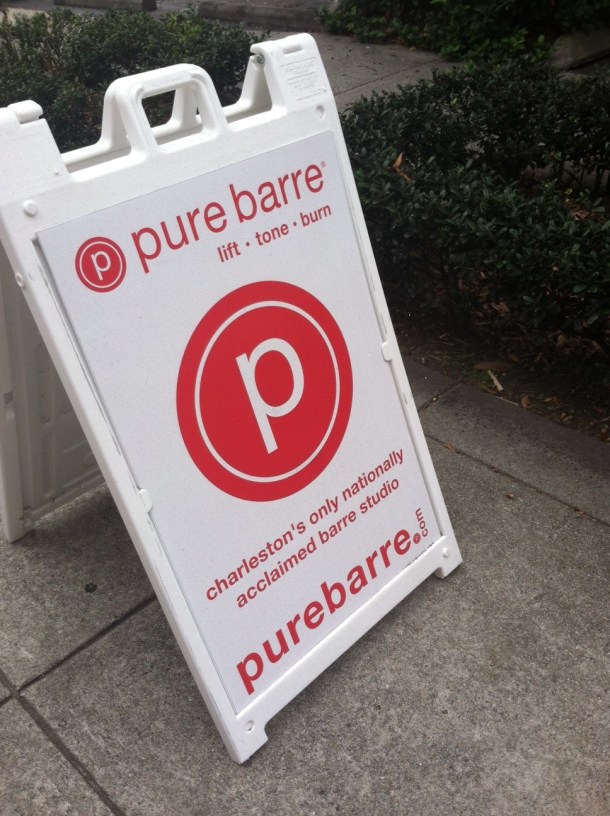 p pure barre®
lift • tone • burn
p
charleston's only nationally
acclaimed barre studio
purebarre.com